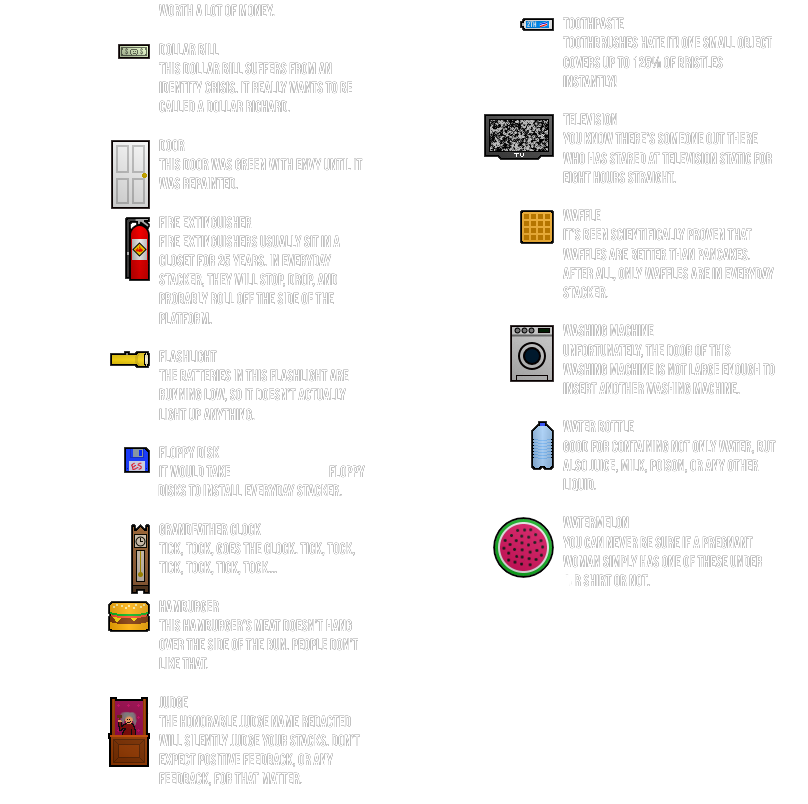 WORTH A LOT OF MONEY.
DOLLAR BILL
THIS DOLLAR BILL SUFFERS FROM AN
IDENTITY CRISIS. IT REALLY WANTS TO BE
CALLED A DOLLAR RICHARD.
DOOR
THIS DOOR WAS GREEN WITH ENVY UNTIL IT
WAS REPAINTED.
FIRE EXTINGUISHER
FIRE EXTINGUISHERS USUALLY SIT IN A
CLOSET FOR 25 YEARS. IN EVERYDAY
STACKER, THEY WILL STOP, DROP, AND
PROBABLY ROLL OFF THE SIDE OF THE
PLATFORM.
FLASHLIGHT
THE BATTERIES IN THIS FLASHLIGHT ARE
RUNNING LOW, SO IT DOESN'T ACTUALLY
LIGHT UP ANYTHING.
FLOPPY DISK
IT WOULD TAKE FLOPPY
DISKS TO INSTALL EVERYDAY STACKER.
ES
GRANDFATHER CLOCK
TICK, TOCK, GOES THE CLOCK. TICK, TOCK,
TICK, TOCK, TICK, TOCK...
HAMBURGER
THIS HAMBURGER'S MEAT DOESN'T HANG
OVER THE SIDE OF THE BUN. PEOPLE DON'T
LIKE THAT.
JUDGE
THE HONORABLE JUDGE NAME REDACTED
WILL SILENTLY JUDGE YOUR STACKS. DON'T
EXPECT POSITIVE FEEDBACK, OR ANY
FEEDBACK, FOR THAT MATTER.
TOOTHPASTE
TOOTHBRUSHES HATE IT! ONE SMALL OBJECT
COVERS UP TO 125% OF BRISTLES
INSTANTLY!
TELEVISION
YOU KNOW THERE'S SOMEONE OUT THERE
WHO HAS STARED AT TELEVISION STATIC FOR
EIGHT HOURS STRAIGHT.
TV
WAFFLE
IT'S BEEN SCIENTIFICALLY PROVEN THAT
WAFFLES ARE BETTER THAN PANCAKES.
AFTER ALL, ONLY WAFFLES ARE IN EVERYDAY
STACKER.
WASHING MACHINE
UNFORTUNATELY, THE DOOR OF THIS
WASHING MACHINE IS NOT LARGE ENOUGH TO
INSERT ANOTHER WASHING MACHINE.
WATER BOTTLE
GOOD FOR CONTAINING NOT ONLY WATER, BUT
ALSO JUICE, MILK, POISON, OR ANY OTHER
LIQUID.
WATERMELON
YOU CAN NEVER BE SURE IF A PREGNANT
WOMAN SIMPLY HAS ONE OF THESE UNDER
SHIRT OR NOT.